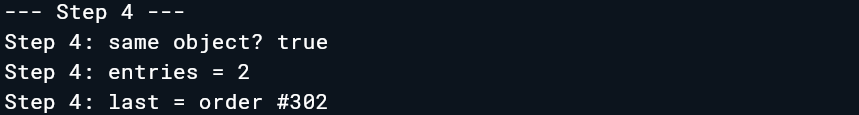 --- Step 4 ---
Step 4: same object? true
Step 4: entries = 2
Step 4: last = order #302